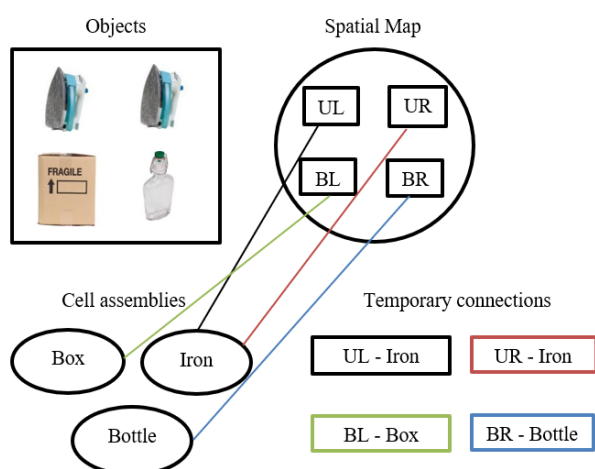 Objects
Spatial Map
UL
UR
FRAGILE
BL
BR
Cell assemblies
Temporary connections
Box
Iron
UL - Iron
UR - Iron
Bottle
BL - Box
BR - Bottle